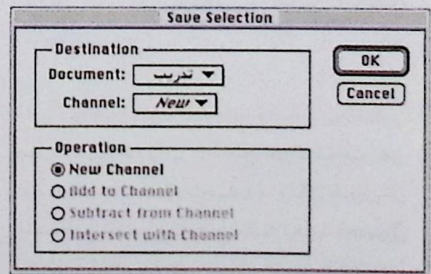 Save Selection
Destination
Document: تدريب
Channel: New
OK
Cancel
Operation
New Channel
Add to Channel
Subtract from Channel
Intersect with Channel